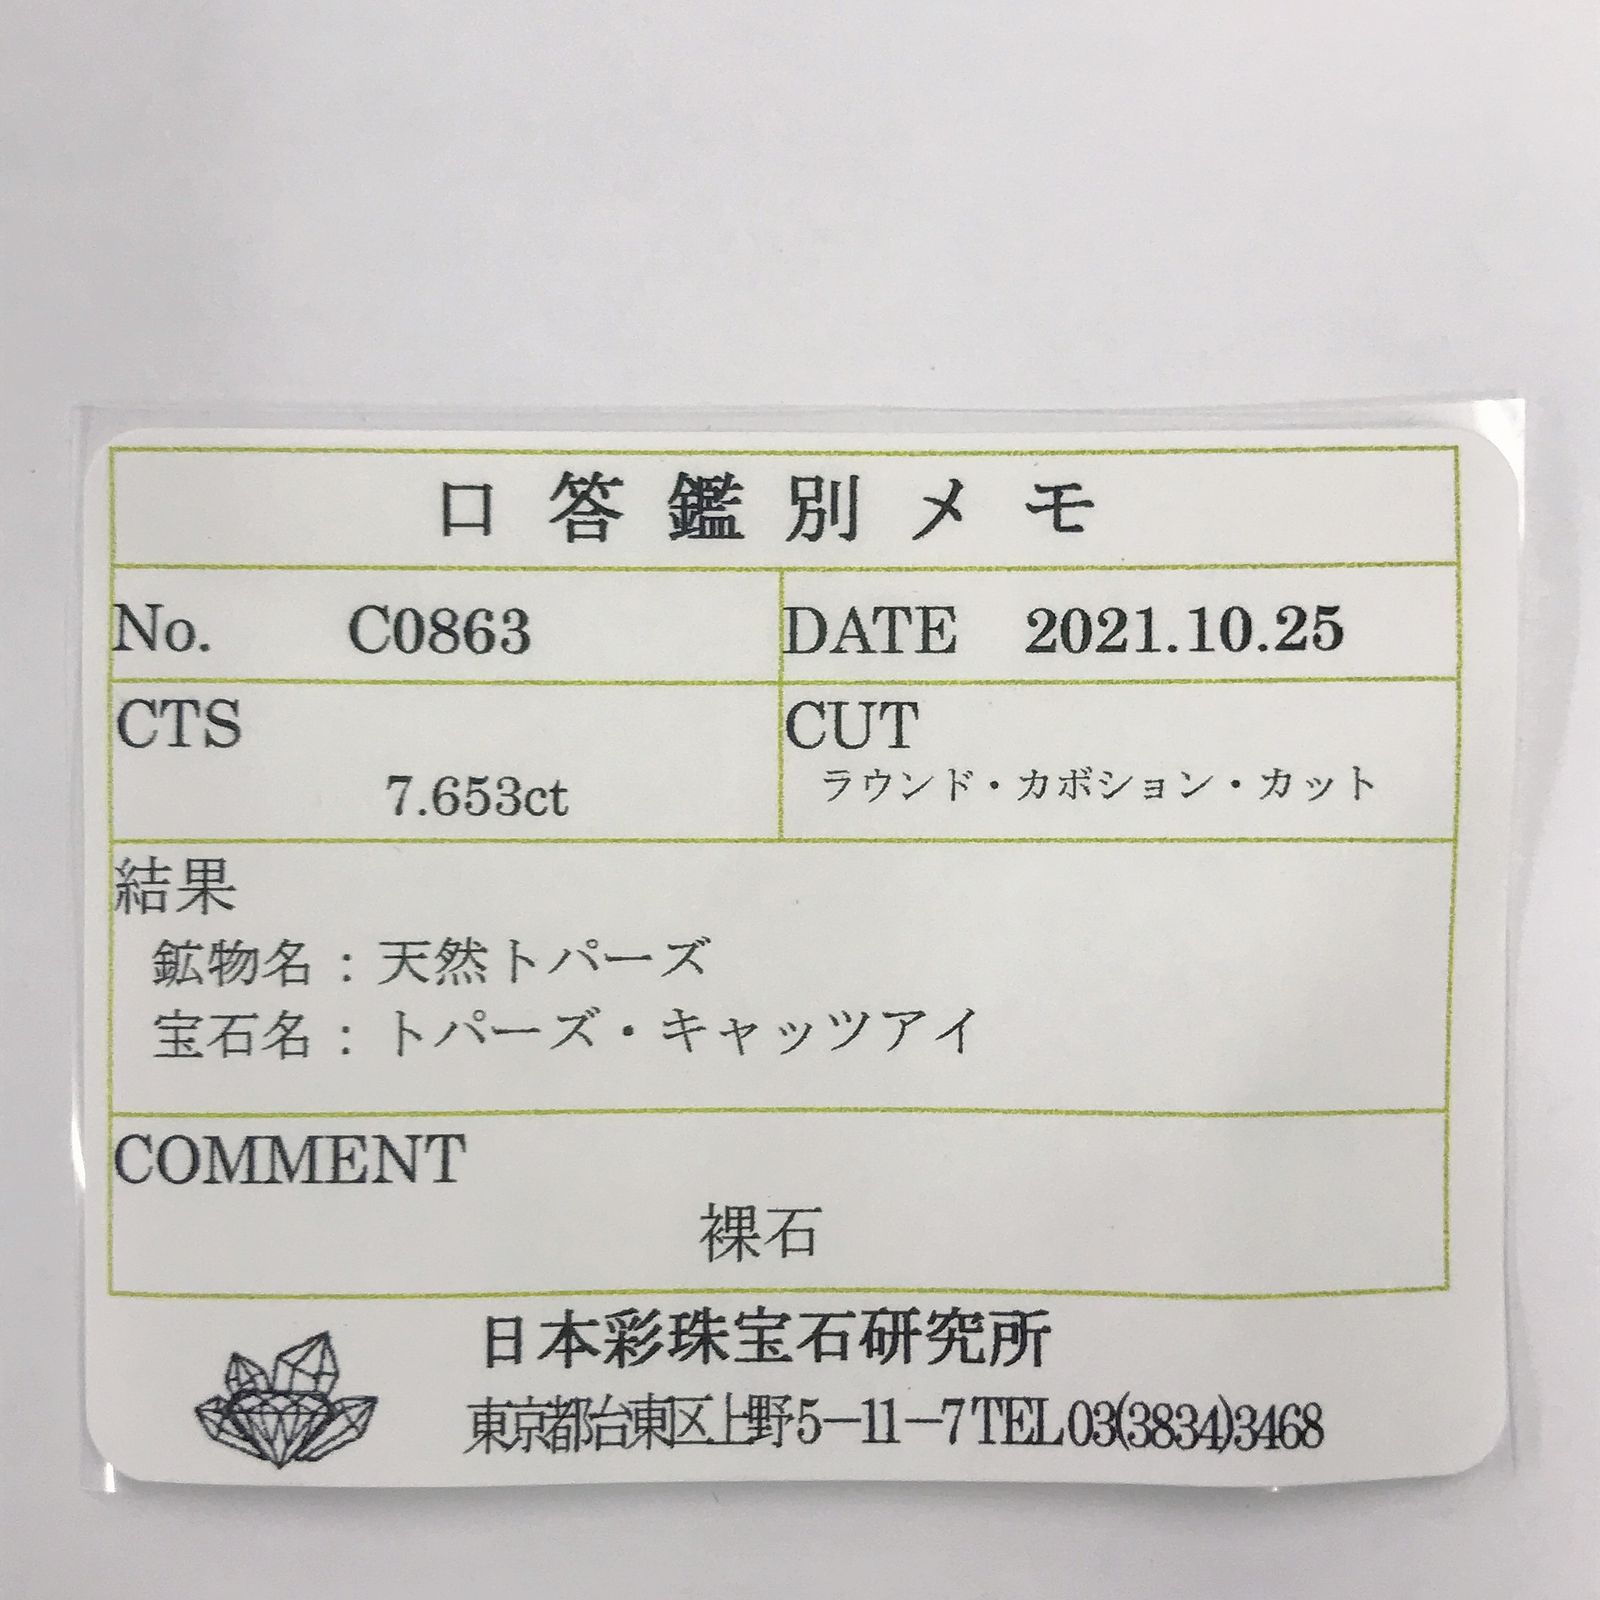 口答鑑別メモ
No. C0863
DATE 2021.10.25
CTS
7.653ct
CUT
ラウンド・カボション・カット
結果
鉱物名：天然トパーズ
宝石名：トパーズ・キャッツアイ
COMMENT
裸石
日本彩珠宝石研究所
東京都台東区上野5－11－7 TEL 03(3834)3468